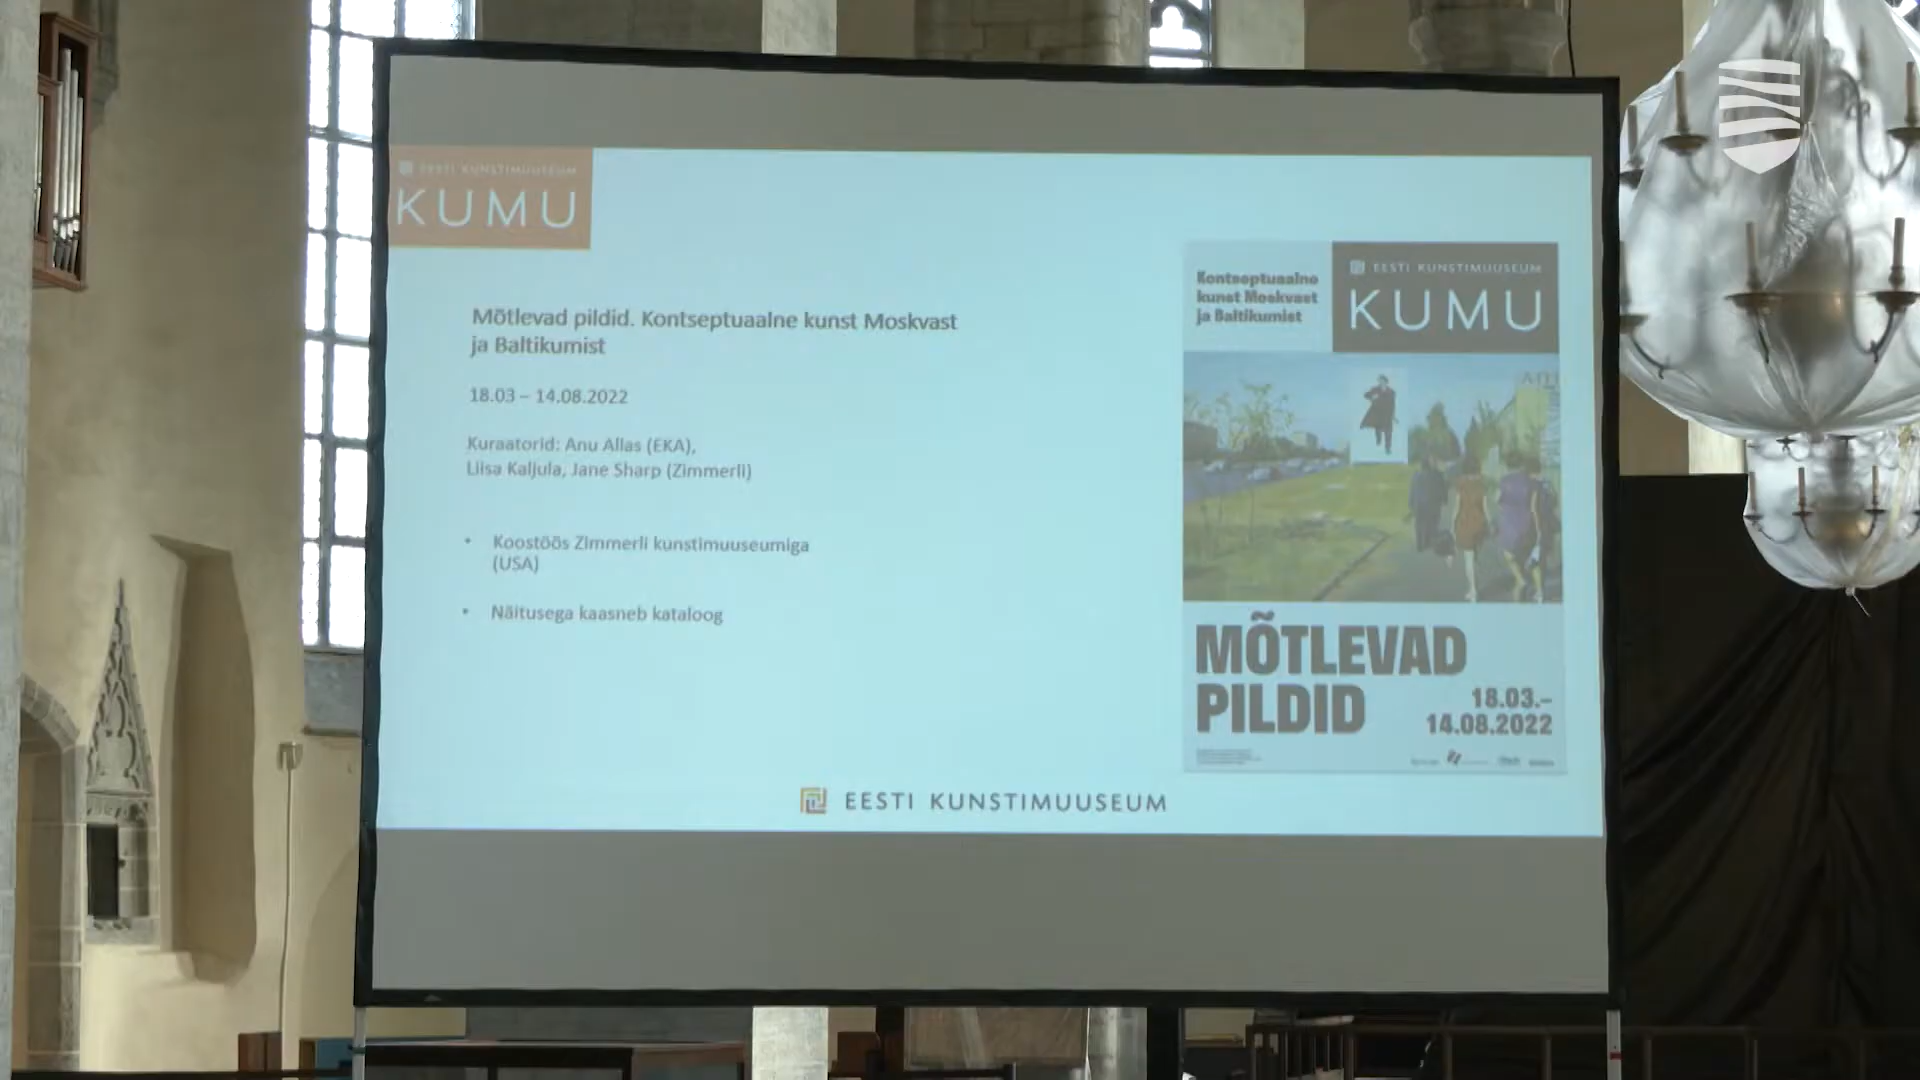 EESTI KUNSTIMUUSEUM
KUMU
Mõtlevad pildid. Kontseptuaalne kunst Moskvast
ja Baltikumist
18.03 – 14.08.2022
Kuraatorid: Anu Allas (EKA),
Liisa Kaljula, Jane Sharp (Zimmerli)
• Koostöös Zimmerli kunstimuuseumiga
(USA)
• Näitusega kaasneb kataloog
Kontseptuaalne
kunst Moskvast
ja Baltikumist
EESTI KUNSTIMUUSEUM
KUMU
MÕTLEVAD
PILDID
18.03.–
14.08.2022
EESTI KUNSTIMUUSEUM